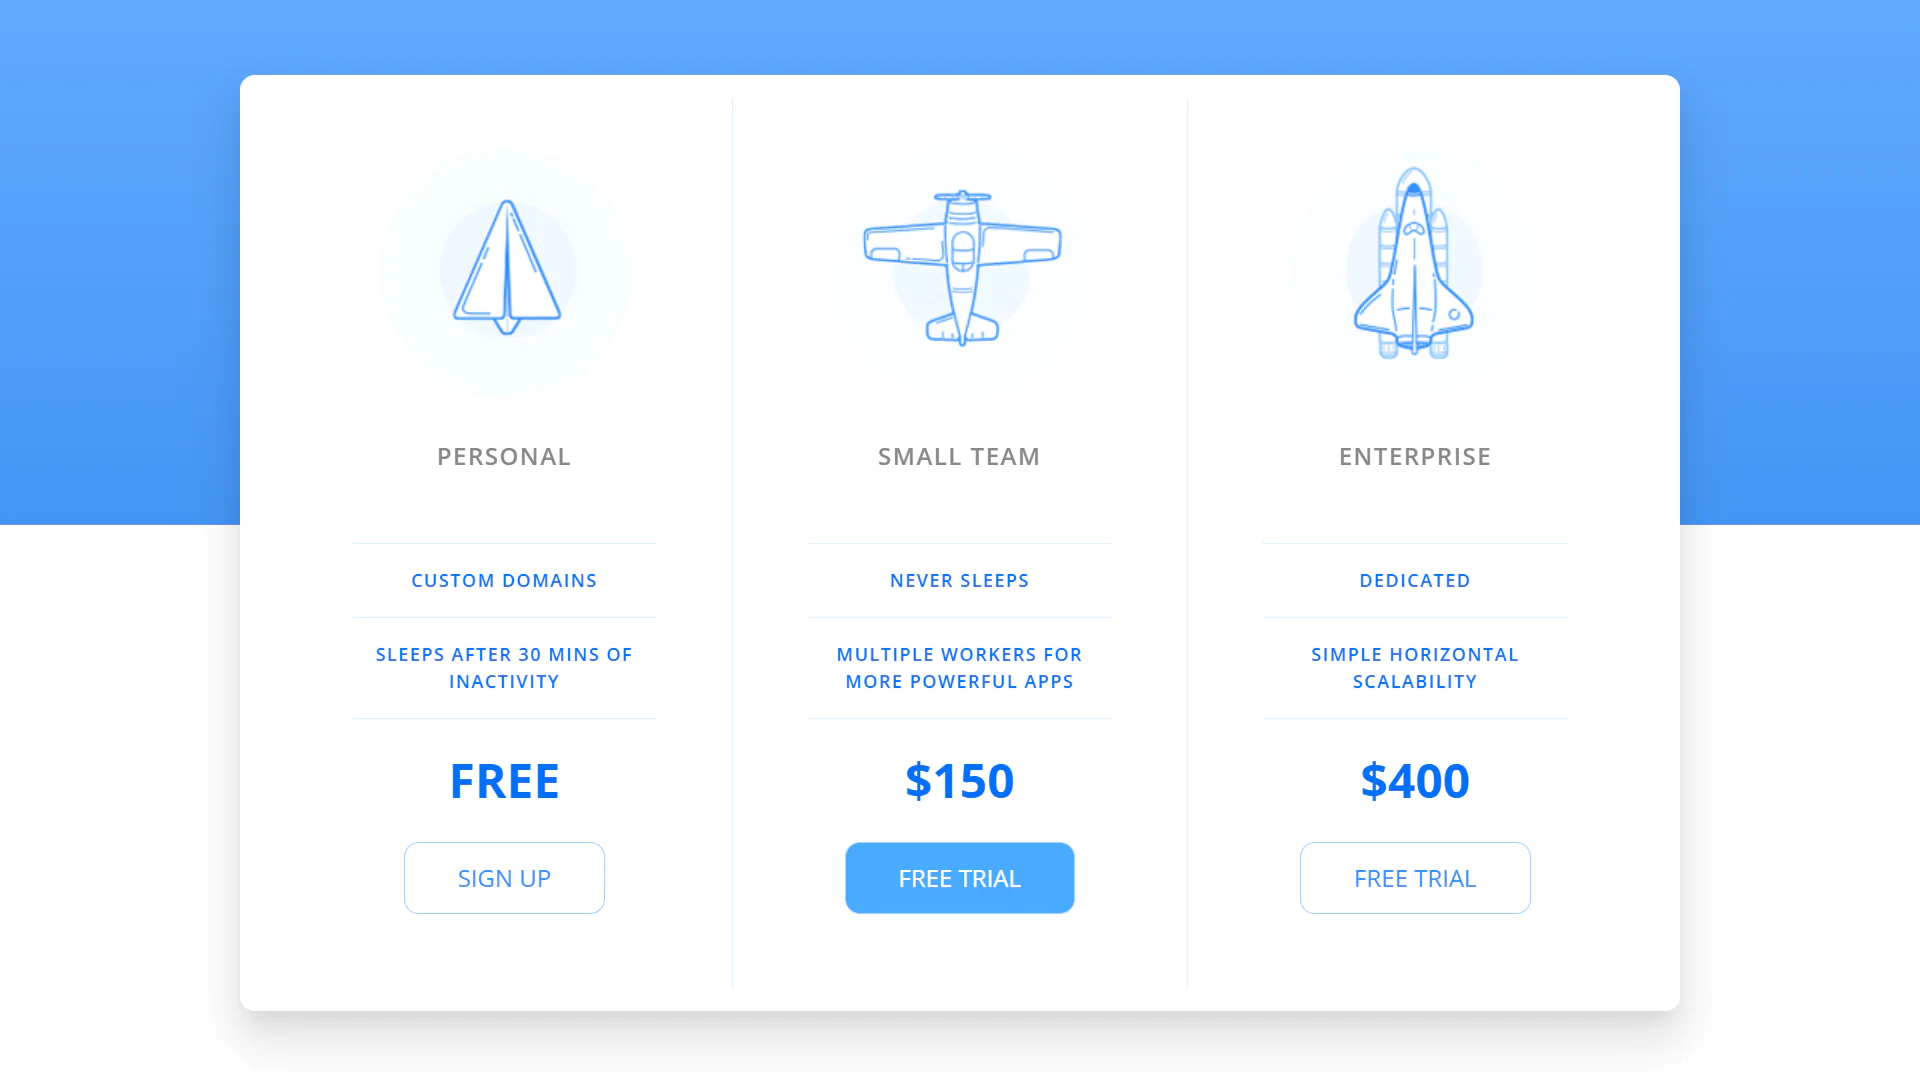 PERSONAL
CUSTOM DOMAINS
SLEEPS AFTER 30 MINS OF
INACTIVITY
FREE
SIGN UP
SMALL TEAM
NEVER SLEEPS
MULTIPLE WORKERS FOR
MORE POWERFUL APPS
$150
FREE TRIAL
ENTERPRISE
DEDICATED
SIMPLE HORIZONTAL
SCALABILITY
$400
FREE TRIAL